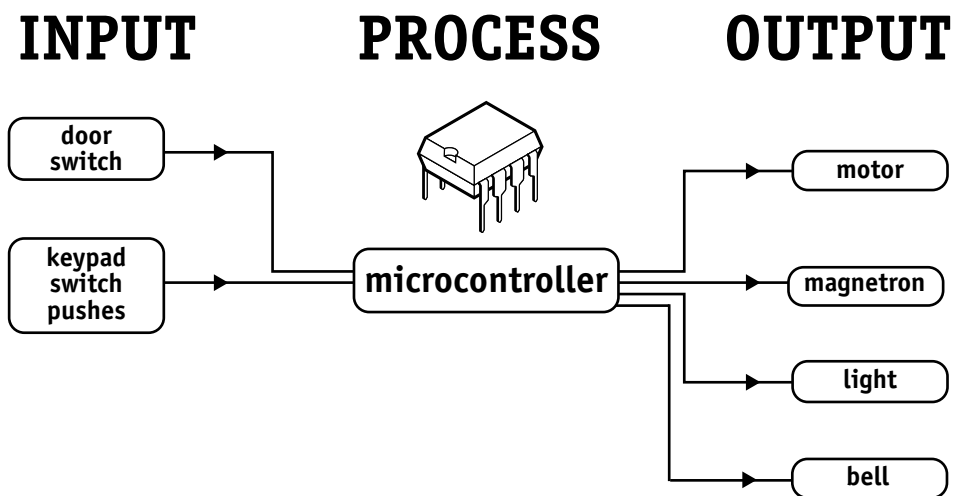 INPUT
PROCESS
OUTPUT
door
switch
keypad
switch
pushes
microcontroller
motor
magnetron
light
bell